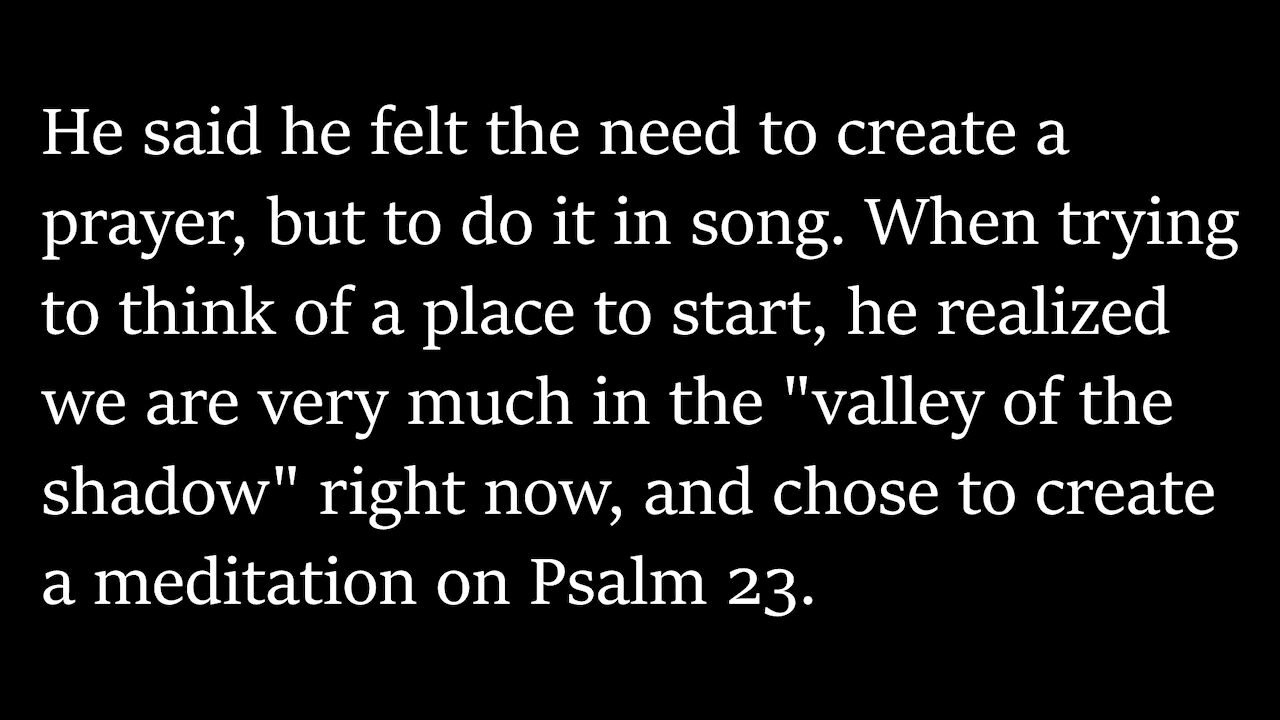 He said he felt the need to create a
prayer, but to do it in song. When trying
to think of a place to start, he realized
we are very much in the "valley of the
shadow" right now, and chose to create
a meditation on Psalm 23.